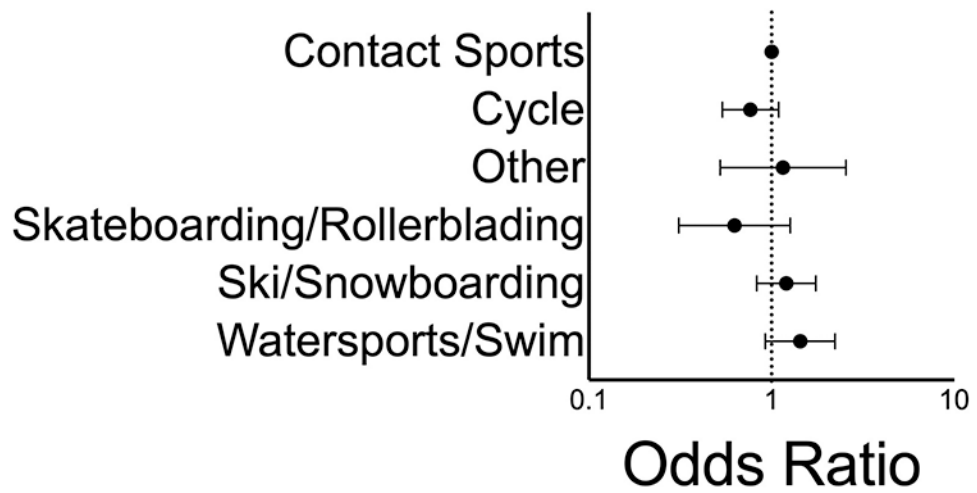 Contact Sports
Cycle
Other
Skateboarding/Rollerblading
Ski/Snowboarding
Watersports/Swim
0.1 1 10
Odds Ratio